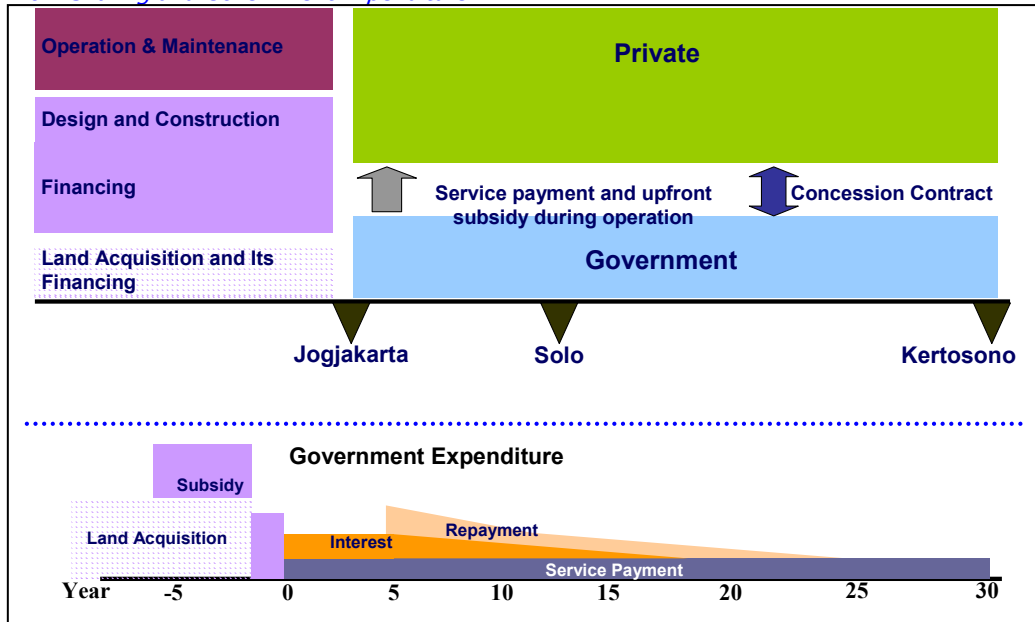 Operation & Maintenance
Private
Design and Construction
Financing
Service payment and upfront
subsidy during operation
Concession Contract
Land Acquisition and Its
Financing
Government
Jogjakarta
Solo
Kertosono
Government Expenditure
Subsidy
Land Acquisition
Repayment
Interest
Service Payment
Year -5 0 5 10 15 20 25 30